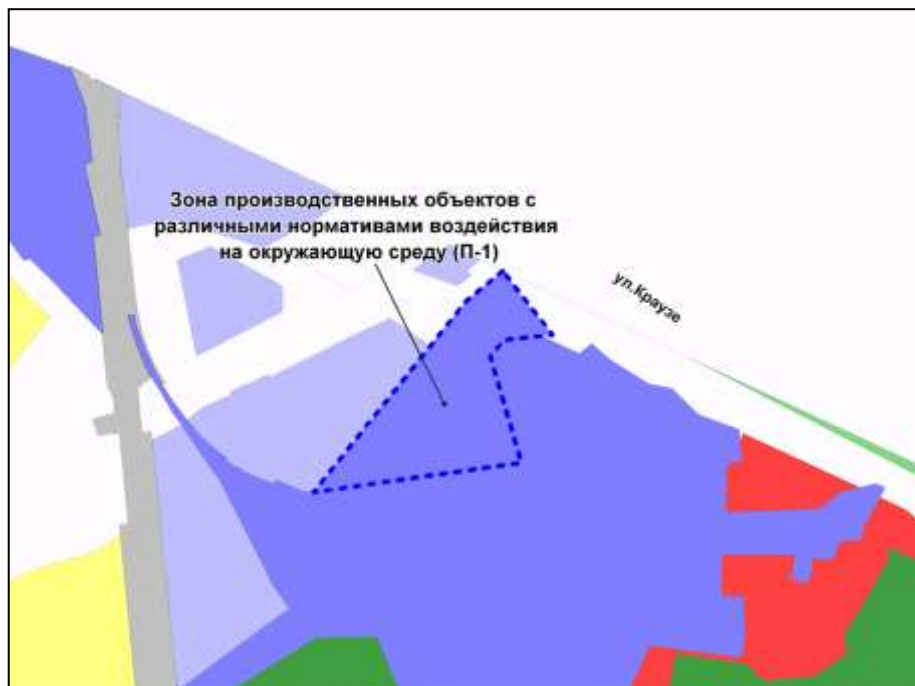 Зона производственных объектов с
различными нормативами воздействия
на окружающую среду (П-1)
ул.Краузе